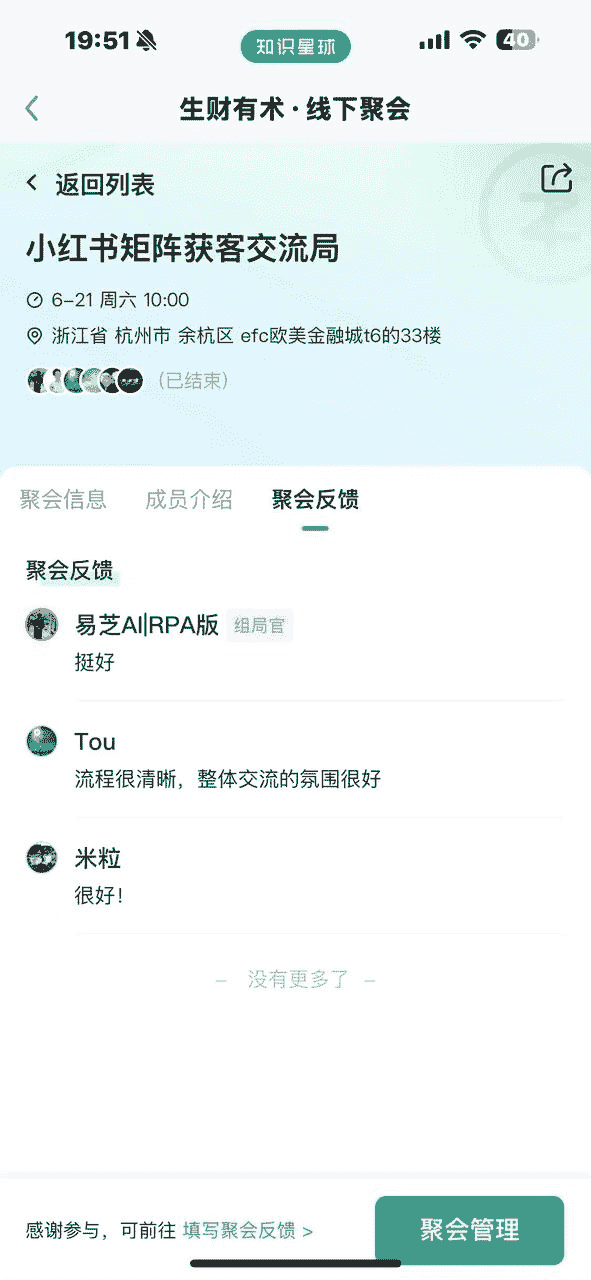 19:51
知识星球
40
生财有术·线下聚会
返回列表
小红书矩阵获客交流局
6-21 周六 10:00
浙江省 杭州市 余杭区 efc欧美金融城t6的33楼
(已结束)
聚会信息 成员介绍 聚会反馈
聚会反馈
易芝AI|RPA版 组局官
挺好
Tou
流程很清晰，整体交流的氛围很好
米粒
很好！
— 没有更多了 —
感谢参与，可前往 填写聚会反馈 >
聚会管理